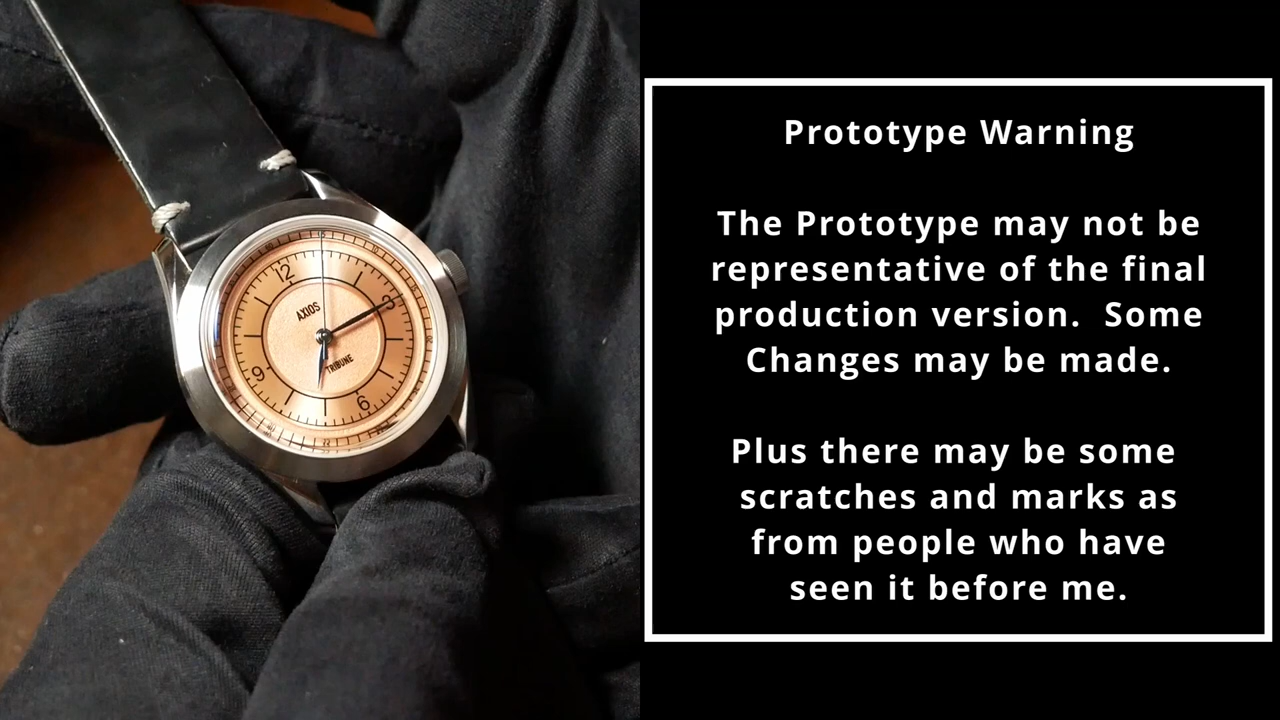 12
3
AXIOS
TRIBUNE
9
6
Prototype Warning
The Prototype may not be
representative of the final
production version.  Some
Changes may be made.
Plus there may be some
scratches and marks as
from people who have
seen it before me.